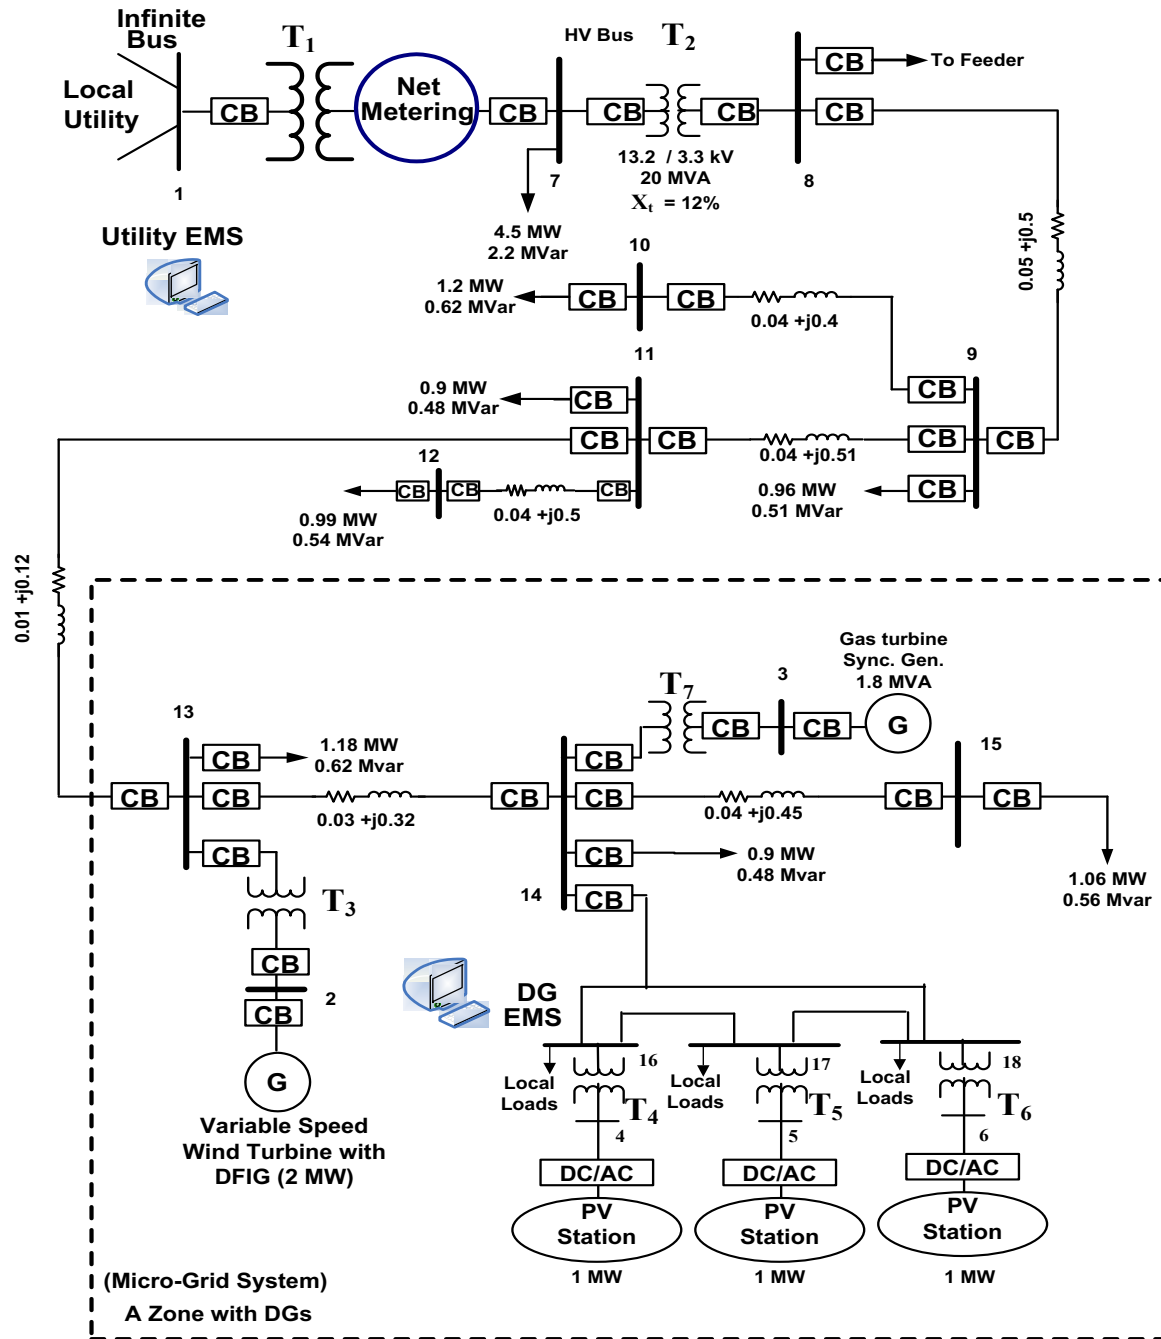 Infinite
Bus
T1
HV Bus
T2
CB
To Feeder
Local
Utility
CB
Net
Metering
CB
CB
CB
CB
1
7
13.2 / 3.3 kV
20 MVA
Xt = 12%
8
Utility EMS
4.5 MW
2.2 MVar
0.05 +j0.5
10
1.2 MW
0.62 MVar
CB
CB
0.04 +j0.4
11
9
0.9 MW
0.48 MVar
CB
CB
CB
CB
0.04 +j0.51
CB
CB
12
CB
CB
CB
0.99 MW
0.54 MVar
0.04 +j0.5
0.96 MW
0.51 MVar
CB
0.01 +j0.12
Gas turbine
Sync. Gen.
1.8 MVA
T7
3
CB
CB
G
13
CB
1.18 MW
0.62 Mvar
CB
15
CB
CB
0.03 +j0.32
CB
CB
0.04 +j0.45
CB
CB
CB
CB
0.9 MW
0.48 Mvar
14
CB
1.06 MW
0.56 Mvar
T3
CB
2
CB
DG
EMS
G
16
17
18
Local
Loads
Local
Loads
Local
Loads
T4
T5
T6
4
5
6
Variable Speed
Wind Turbine with
DFIG (2 MW)
DC/AC
DC/AC
DC/AC
PV
Station
PV
Station
PV
Station
1 MW
1 MW
1 MW
(Micro-Grid System)
A Zone with DGs